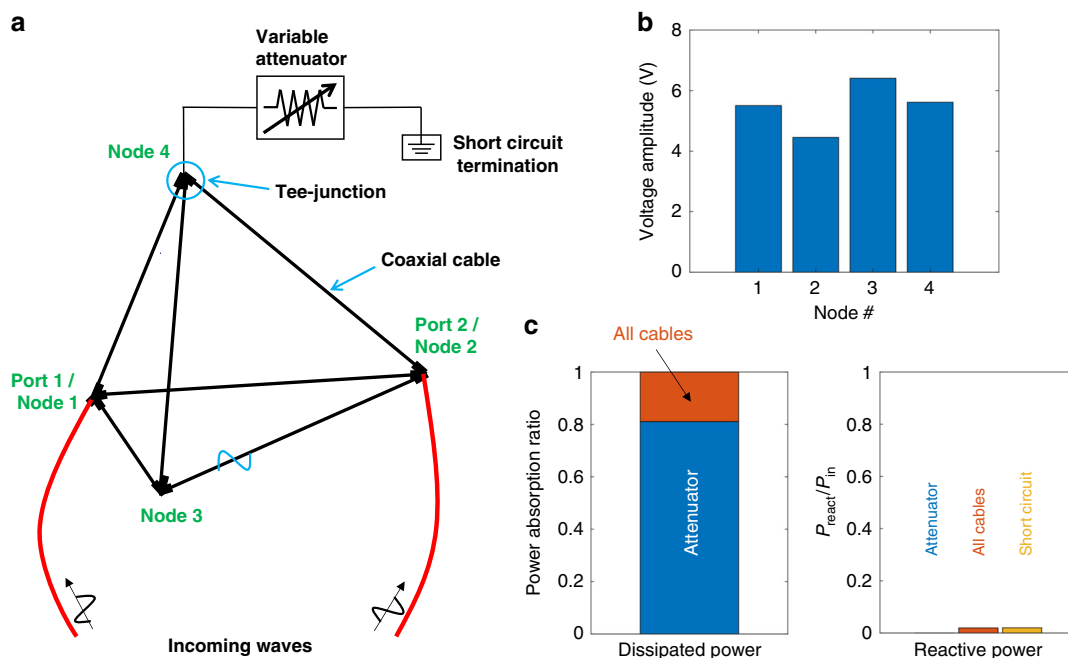 a
Variable
attenuator
Node 4
Short circuit
termination
Tee-junction
Coaxial cable
Port 2 /
Node 2
Port 1 /
Node 1
Node 3
Incoming waves
b
Voltage amplitude (V)
8
6
4
2
0
1 2 3 4
Node #
c
All cables
Power absorption ratio
1
0.8
0.6
0.4
0.2
0
Attenuator
Dissipated power
P_react/P_in
1
0.8
0.6
0.4
0.2
0
Attenuator
All cables
Short circuit
Reactive power